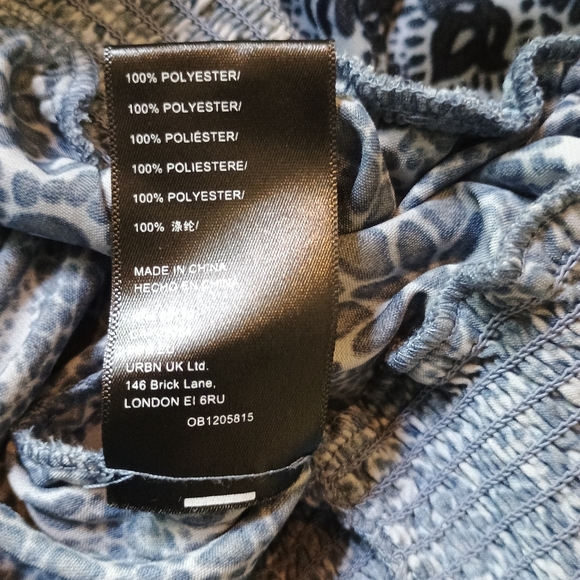 100% POLYESTER/
100% POLYESTER/
100% POLIÉSTER/
100% POLIESTERE/
100% POLYESTER/
100% 涤纶/
MADE IN CHINA
HECHO EN CHINA
URBN UK Ltd.
146 Brick Lane,
LONDON EI 6RU
OB1205815